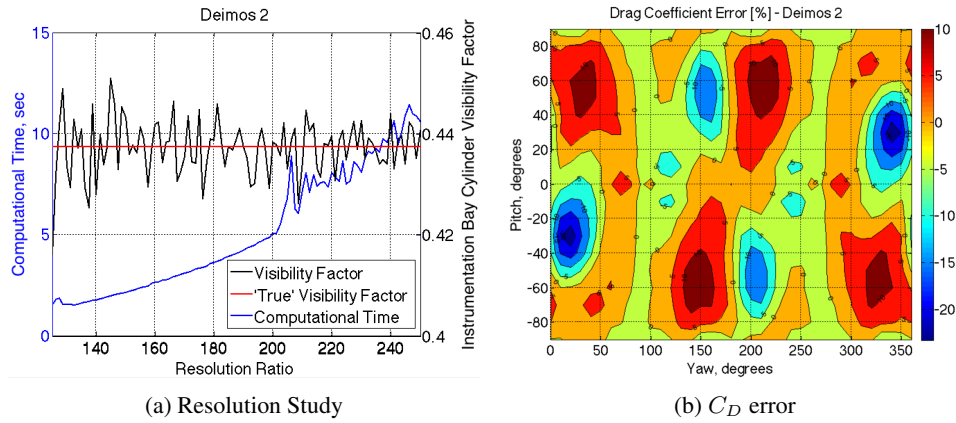 Deimos 2
15
10
5
0
Computational Time, sec
0.46
0.44
0.42
0.4
Instrumentation Bay Cylinder Visibility Factor
Visibility Factor
'True' Visibility Factor
Computational Time
140 160 180 200 220 240
Resolution Ratio
(a) Resolution Study
Drag Coefficient Error [%] - Deimos 2
80
60
40
20
0
-20
-40
-60
-80
Pitch, degrees
0 50 100 150 200 250 300 350
Yaw, degrees
10
5
0
-5
-10
-15
-20
(b) C_D error